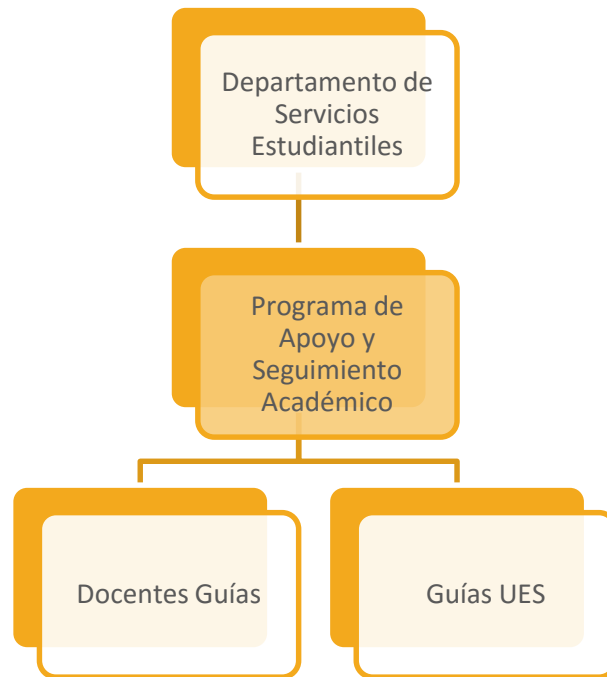 Departamento de
Servicios
Estudiantiles
Programa de
Apoyo y
Seguimiento
Académico
Docentes Guías
Guías UES